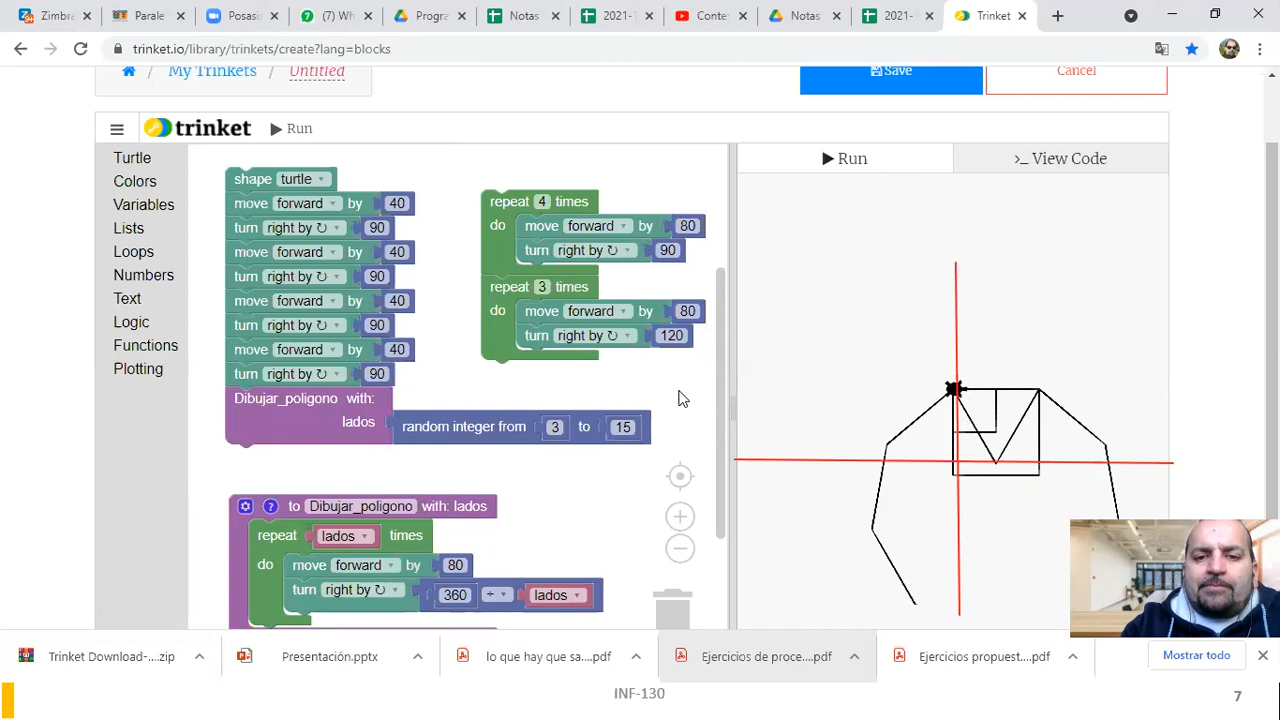 Zimb
Parale
Posac
(7) Wh
Progra
Notas
2021-1
Conte
Notas
2021-
Trinket
trinket.io/library/trinkets/create?lang=blocks
My Trinkets / Untitled
Save
Cancel
trinket
Run
Turtle
Colors
Variables
Lists
Loops
Numbers
Text
Logic
Functions
Plotting
shape turtle
move forward by 40
turn right by 90
move forward by 40
turn right by 90
move forward by 40
turn right by 90
move forward by 40
turn right by 90
Dibujar_poligono with:
lados random integer from 3 to 15
repeat 4 times
do move forward by 80
turn right by 90
repeat 3 times
do move forward by 80
turn right by 120
to Dibujar_poligono with: lados
repeat lados times
do move forward by 80
turn right by 360 ÷ lados
Run
View Code
Trinket Download-....zip
Presentación.pptx
lo que hay que sa....pdf
Ejercicios de proce....pdf
Ejercicios propuest....pdf
Mostrar todo
INF-130
7